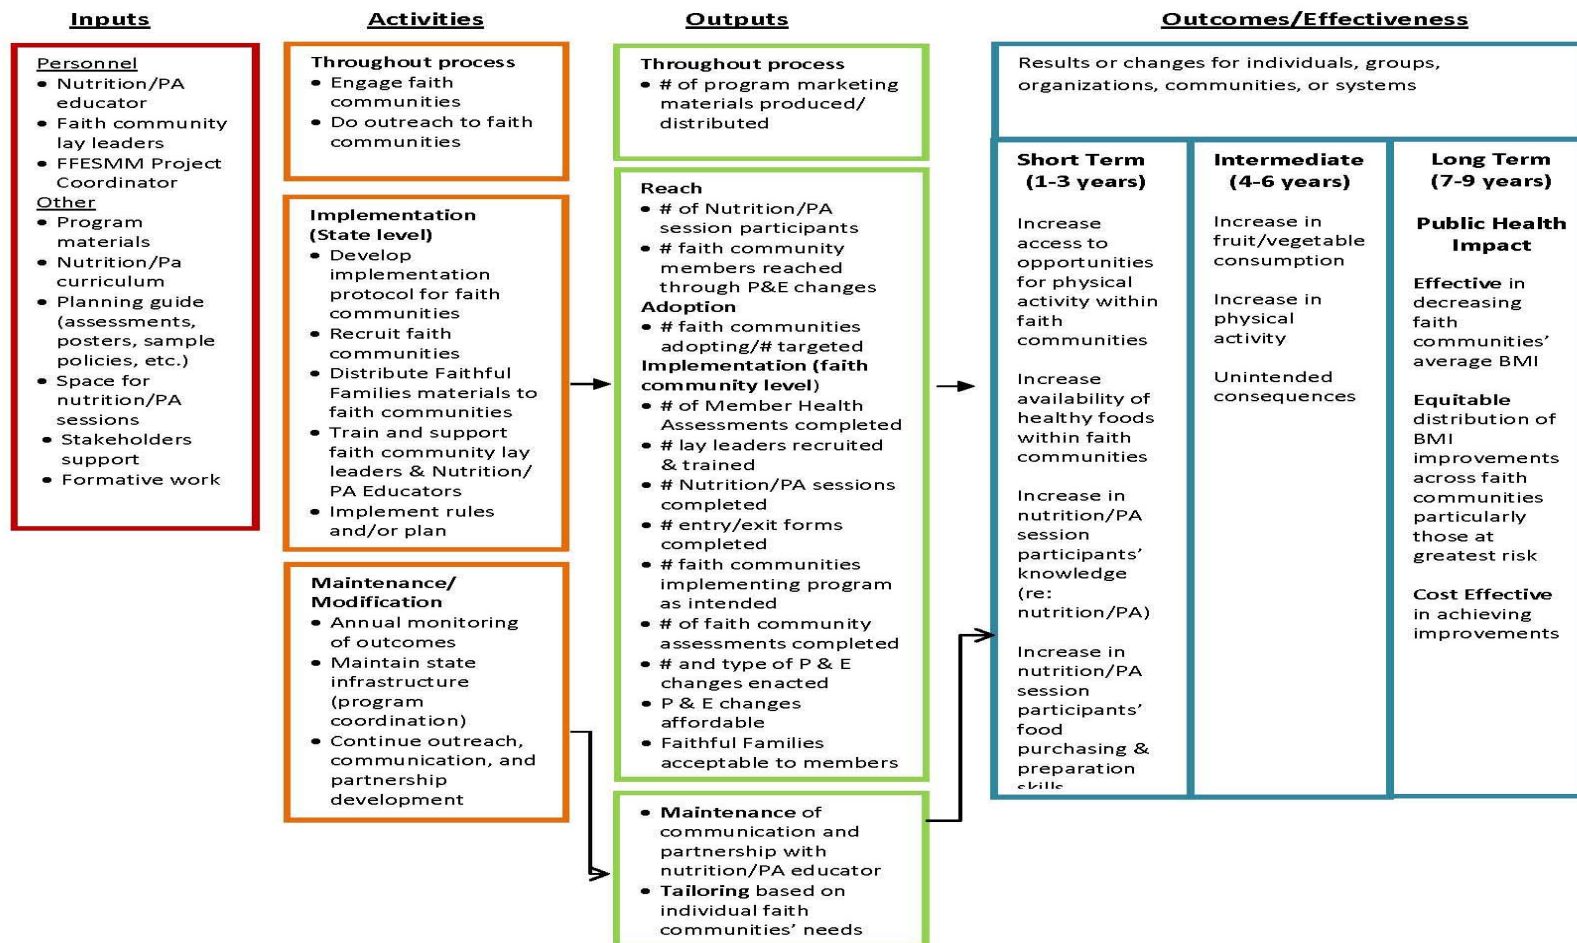 Inputs
Personnel
• Nutrition/PA
educator
• Faith community
lay leaders
• FFESMM Project
Coordinator
Other
• Program
materials
• Nutrition/Pa
curriculum
• Planning guide
(assessments,
posters, sample
policies, etc.)
• Space for
nutrition/PA
sessions
• Stakeholders
support
• Formative work
Activities
Throughout process
• Engage faith
communities
• Do outreach to faith
communities
Implementation
(State level)
• Develop
implementation
protocol for faith
communities
• Recruit faith
communities
• Distribute Faithful
Families materials to
faith communities
• Train and support
faith community lay
leaders & Nutrition/
PA Educators
• Implement rules
and/or plan
Maintenance/
Modification
• Annual monitoring
of outcomes
• Maintain state
infrastructure
(program
coordination)
• Continue outreach,
communication, and
partnership
development
Outputs
Throughout process
• # of program marketing
materials produced/
distributed
Reach
• # of Nutrition/PA
session participants
• # faith community
members reached
through P&E changes
Adoption
• # faith communities
adopting/# targeted
Implementation (faith
community level)
• # of Member Health
Assessments completed
• # lay leaders recruited
& trained
• # Nutrition/PA sessions
completed
• # entry/exit forms
completed
• # faith communities
implementing program
as intended
• # of faith community
assessments completed
• # and type of P & E
changes enacted
• P & E changes
affordable
• Faithful Families
acceptable to members
• Maintenance of
communication and
partnership with
nutrition/PA educator
• Tailoring based on
individual faith
communities' needs
Outcomes/Effectiveness
Results or changes for individuals, groups,
organizations, communities, or systems
Short Term
(1-3 years)
Increase
access to
opportunities
for physical
activity within
faith
communities
Increase
availability of
healthy foods
within faith
communities
Increase in
nutrition/PA
session
participants'
knowledge
(re:
nutrition/PA)
Increase in
nutrition/PA
session
participants'
food
purchasing &
preparation
skills
Intermediate
(4-6 years)
Increase in
fruit/vegetable
consumption
Increase in
physical
activity
Unintended
consequences
Long Term
(7-9 years)
Public Health
Impact
Effective in
decreasing
faith
communities'
average BMI
Equitable
distribution of
BMI
improvements
across faith
communities
particularly
those at
greatest risk
Cost Effective
in achieving
improvements